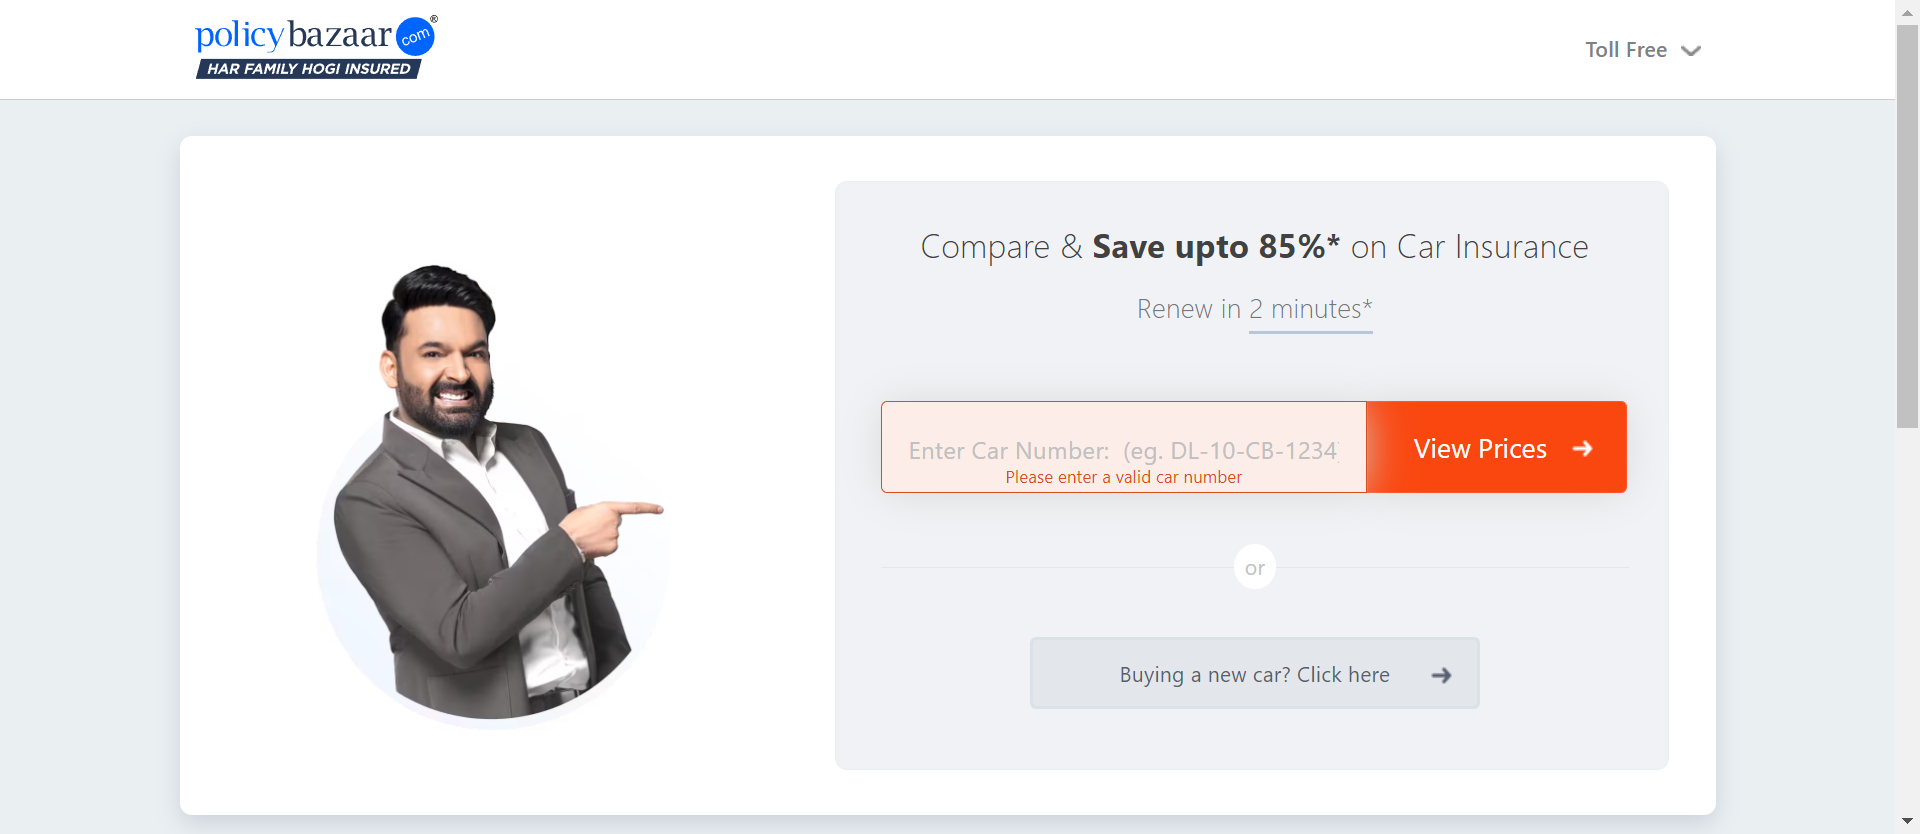 policybazaar.com®
HAR FAMILY HOGI INSURED
Toll Free
Compare & Save upto 85%* on Car Insurance
Renew in 2 minutes*
Enter Car Number: (eg. DL-10-CB-1234
Please enter a valid car number
View Prices
or
Buying a new car? Click here